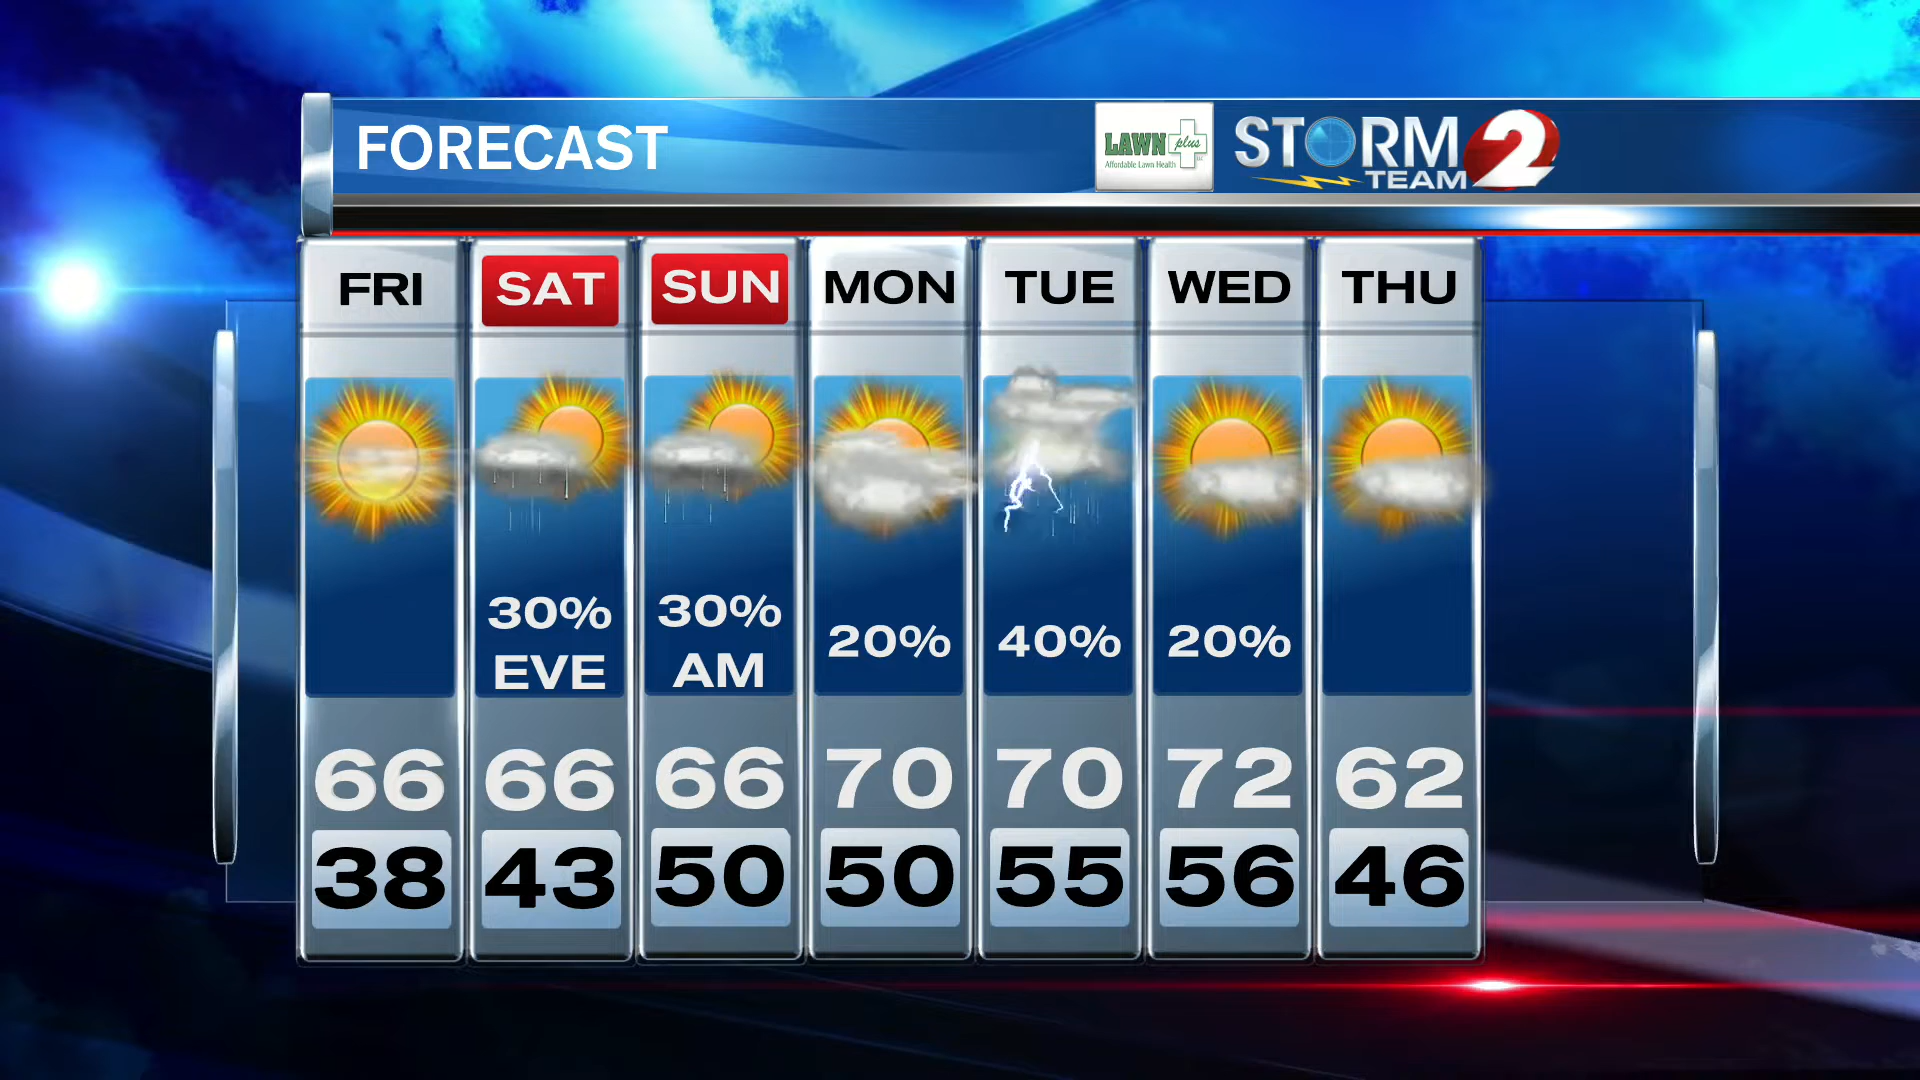 FORECAST
LAWN plus
Affordable Lawn Health
STORM
TEAM 2
FRI SAT SUN MON TUE WED THU
30% 30% 20% 40% 20%
EVE AM
66 66 66 70 70 72 62
38 43 50 50 55 56 46